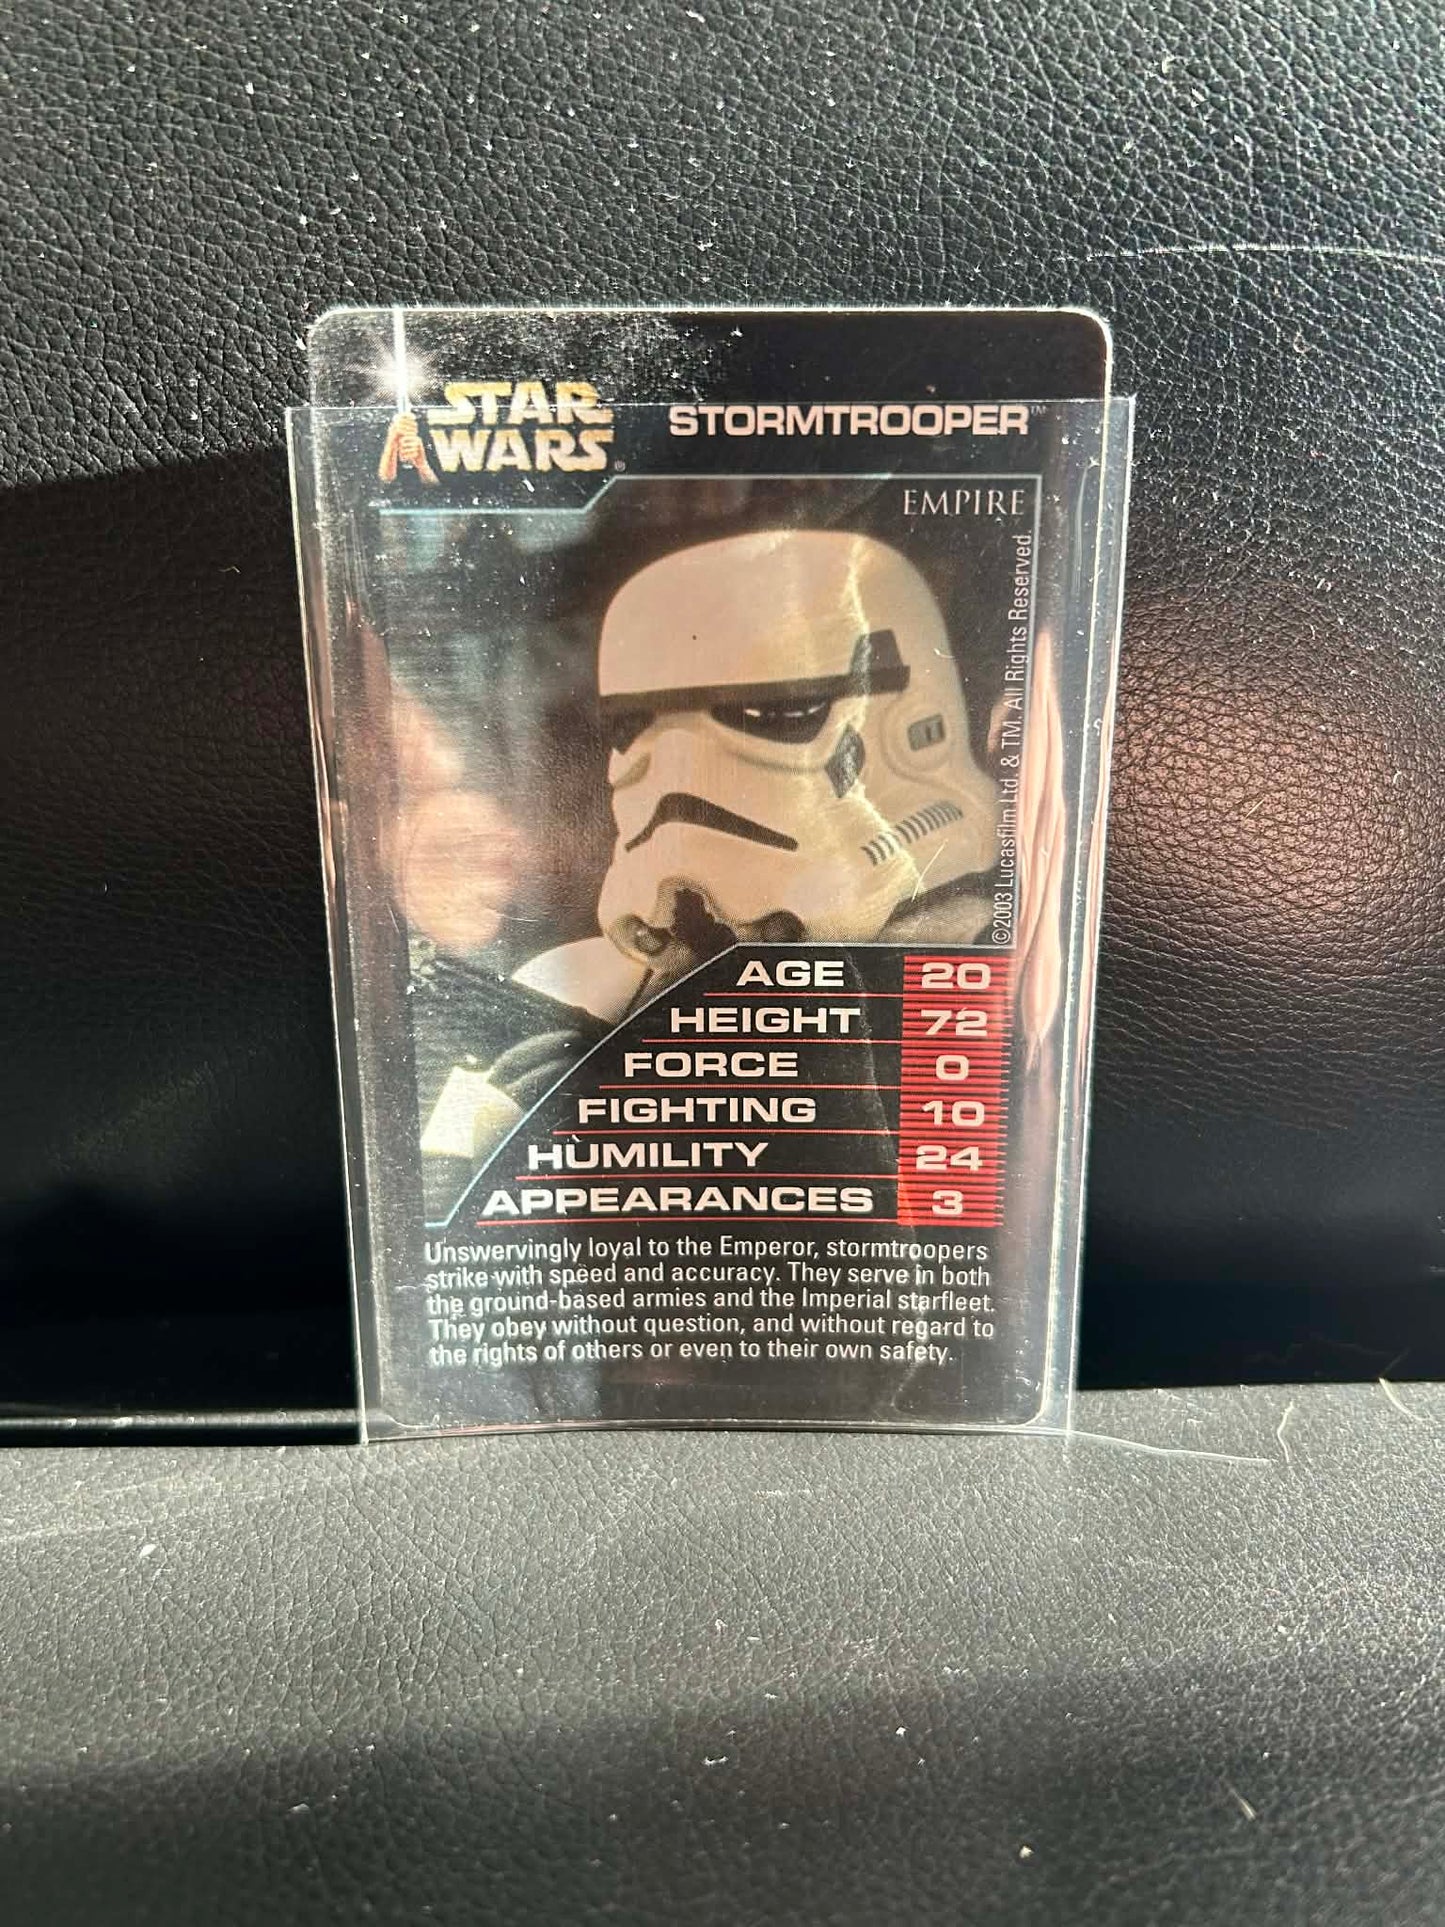 STAR WARS®
STORMTROOPER™
EMPIRE
©2003 Lucasfilm Ltd. & TM. All Rights Reserved.
AGE 20
HEIGHT 72
FORCE 0
FIGHTING 10
HUMILITY 24
APPEARANCES 3
Unswervingly loyal to the Emperor, stormtroopers
strike with speed and accuracy. They serve in both
the ground-based armies and the Imperial starfleet.
They obey without question, and without regard to
the rights of others or even to their own safety.